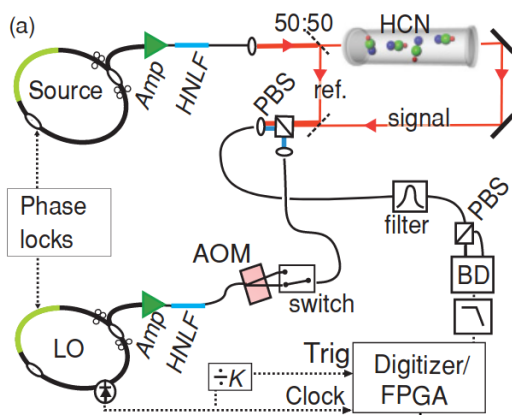 (a)
50:50
HCN
Source
Amp
HNLF
ref.
PBS
signal
Phase
locks
filter
PBS
AOM
switch
BD
LO
Amp
HNLF
÷K
Trig
Clock
Digitizer/
FPGA